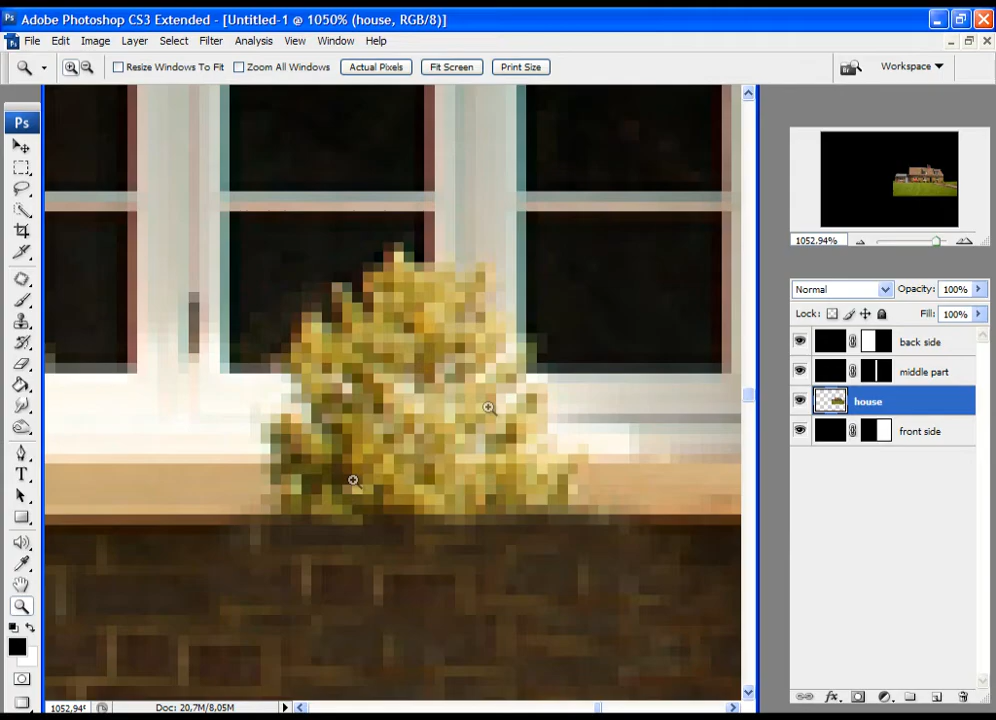 Adobe Photoshop CS3 Extended - [Untitled-1 @ 1050% (house, RGB/8)]
File Edit Image Layer Select Filter Analysis View Window Help
Resize Windows To Fit Zoom All Windows Actual Pixels Fit Screen Print Size Workspace
Ps
1052.94%
Normal Opacity: 100%
Lock: Fill: 100%
back side
middle part
house
front side
T
1052,94% Doc: 20,7M/8,05M